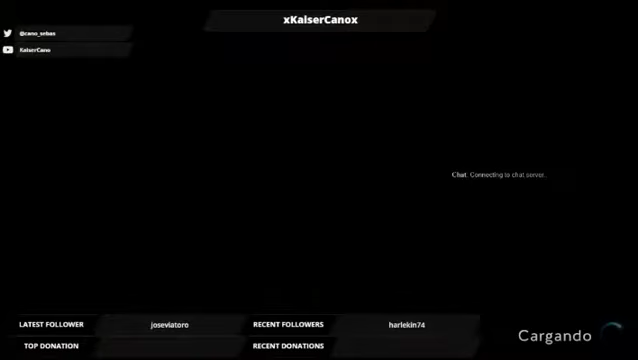 xKaiserCanox
@cano_sebas
KaiserCano
Chat: Connecting to chat server..
LATEST FOLLOWER joseviatoro RECENT FOLLOWERS harlekin74
Cargando
TOP DONATION RECENT DONATIONS